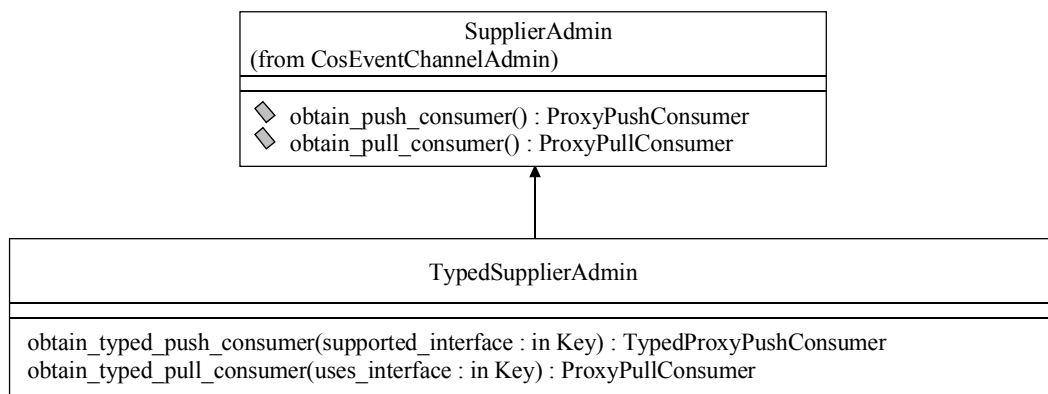 SupplierAdmin
(from CosEventChannelAdmin)
obtain_push_consumer() : ProxyPushConsumer
obtain_pull_consumer() : ProxyPullConsumer
TypedSupplierAdmin
obtain_typed_push_consumer(supported_interface : in Key) : TypedProxyPushConsumer
obtain_typed_pull_consumer(uses_interface : in Key) : ProxyPullConsumer